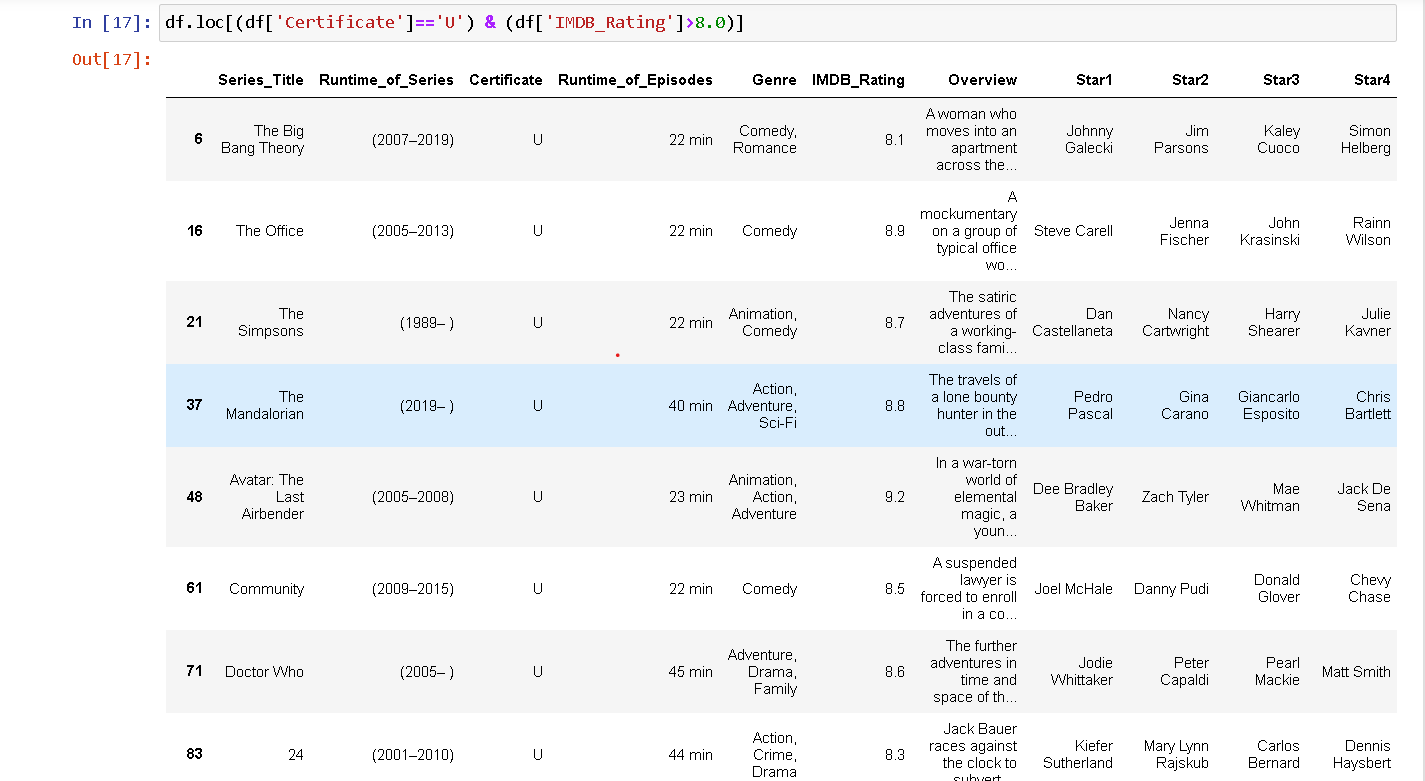 In [17]: df.loc[(df['Certificate']=='U') & (df['IMDB_Rating']>8.0)]
Out[17]:
Series_Title Runtime_of_Series Certificate Runtime_of_Episodes Genre IMDB_Rating Overview Star1 Star2 Star3 Star4
6 The Big Bang Theory (2007–2019) U 22 min Comedy, Romance 8.1 A woman who moves into an apartment across the... Johnny Galecki Jim Parsons Kaley Cuoco Simon Helberg
16 The Office (2005–2013) U 22 min Comedy 8.9 A mockumentary on a group of typical office wo... Steve Carell Jenna Fischer John Krasinski Rainn Wilson
21 The Simpsons (1989– ) U 22 min Animation, Comedy 8.7 The satiric adventures of a working-class fami... Dan Castellaneta Nancy Cartwright Harry Shearer Julie Kavner
37 The Mandalorian (2019– ) U 40 min Action, Adventure, Sci-Fi 8.8 The travels of a lone bounty hunter in the out... Pedro Pascal Gina Carano Giancarlo Esposito Chris Bartlett
48 Avatar: The Last Airbender (2005–2008) U 23 min Animation, Action, Adventure 9.2 In a war-torn world of elemental magic, a youn... Dee Bradley Baker Zach Tyler Mae Whitman Jack De Sena
61 Community (2009–2015) U 22 min Comedy 8.5 A suspended lawyer is forced to enroll in a co... Joel McHale Danny Pudi Donald Glover Chevy Chase
71 Doctor Who (2005– ) U 45 min Adventure, Drama, Family 8.6 The further adventures in time and space of th... Jodie Whittaker Peter Capaldi Pearl Mackie Matt Smith
83 24 (2001–2010) U 44 min Action, Crime, Drama 8.3 Jack Bauer races against the clock to subvert... Kiefer Sutherland Mary Lynn Rajskub Carlos Bernard Dennis Haysbert